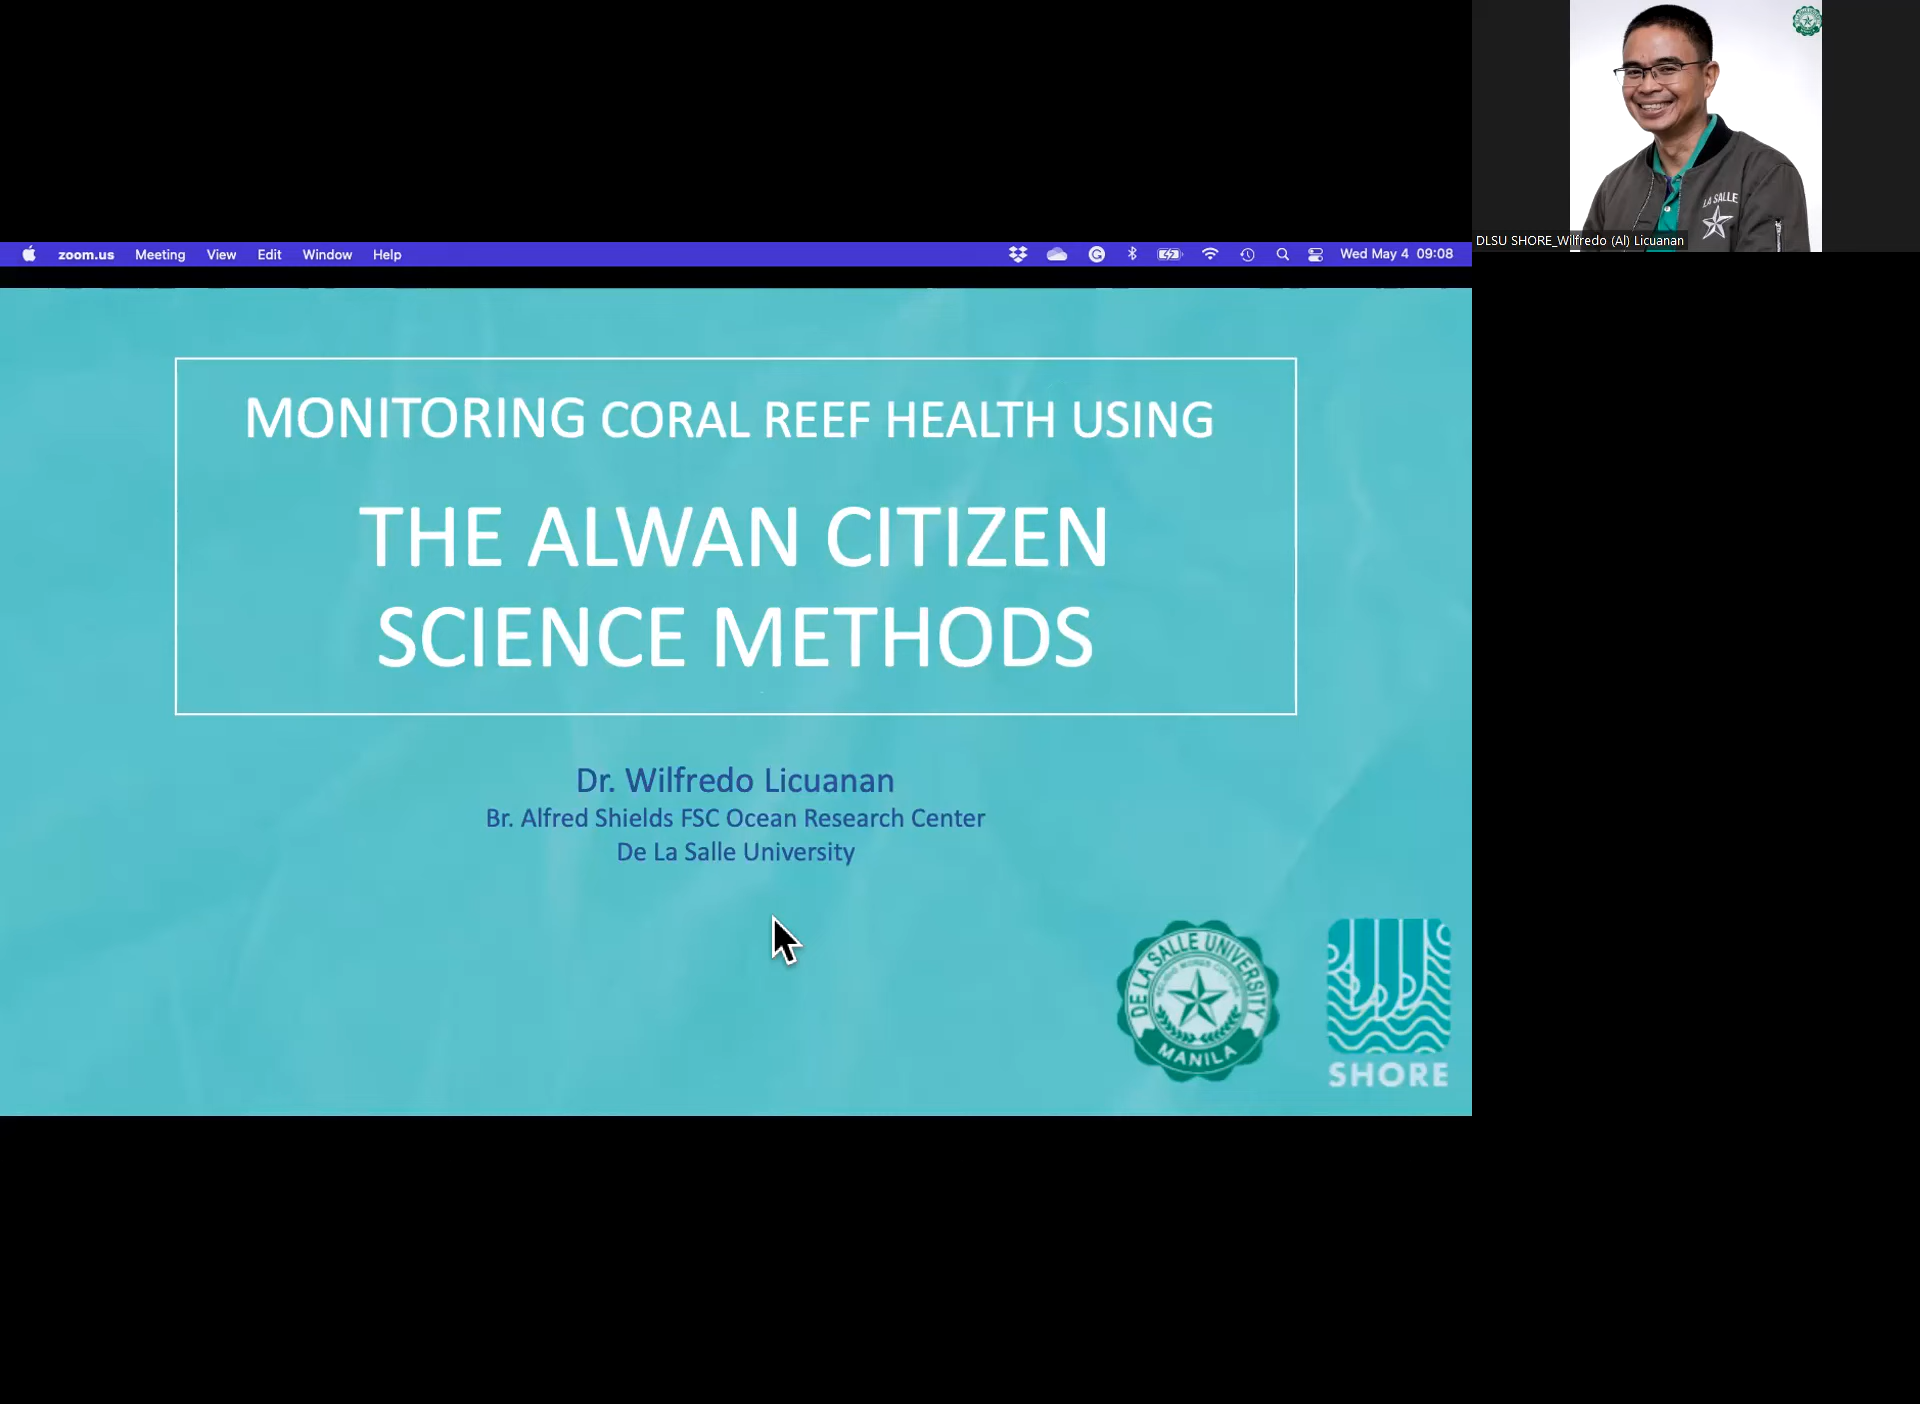 LA SALLE
DLSU SHORE_Wilfredo (Al) Licuanan
zoom.us Meeting View Edit Window Help Wed May 4 09:08
MONITORING CORAL REEF HEALTH USING
THE ALWAN CITIZEN
SCIENCE METHODS
Dr. Wilfredo Licuanan
Br. Alfred Shields FSC Ocean Research Center
De La Salle University
DE LA SALLE UNIVERSITY
MANILA
SHORE